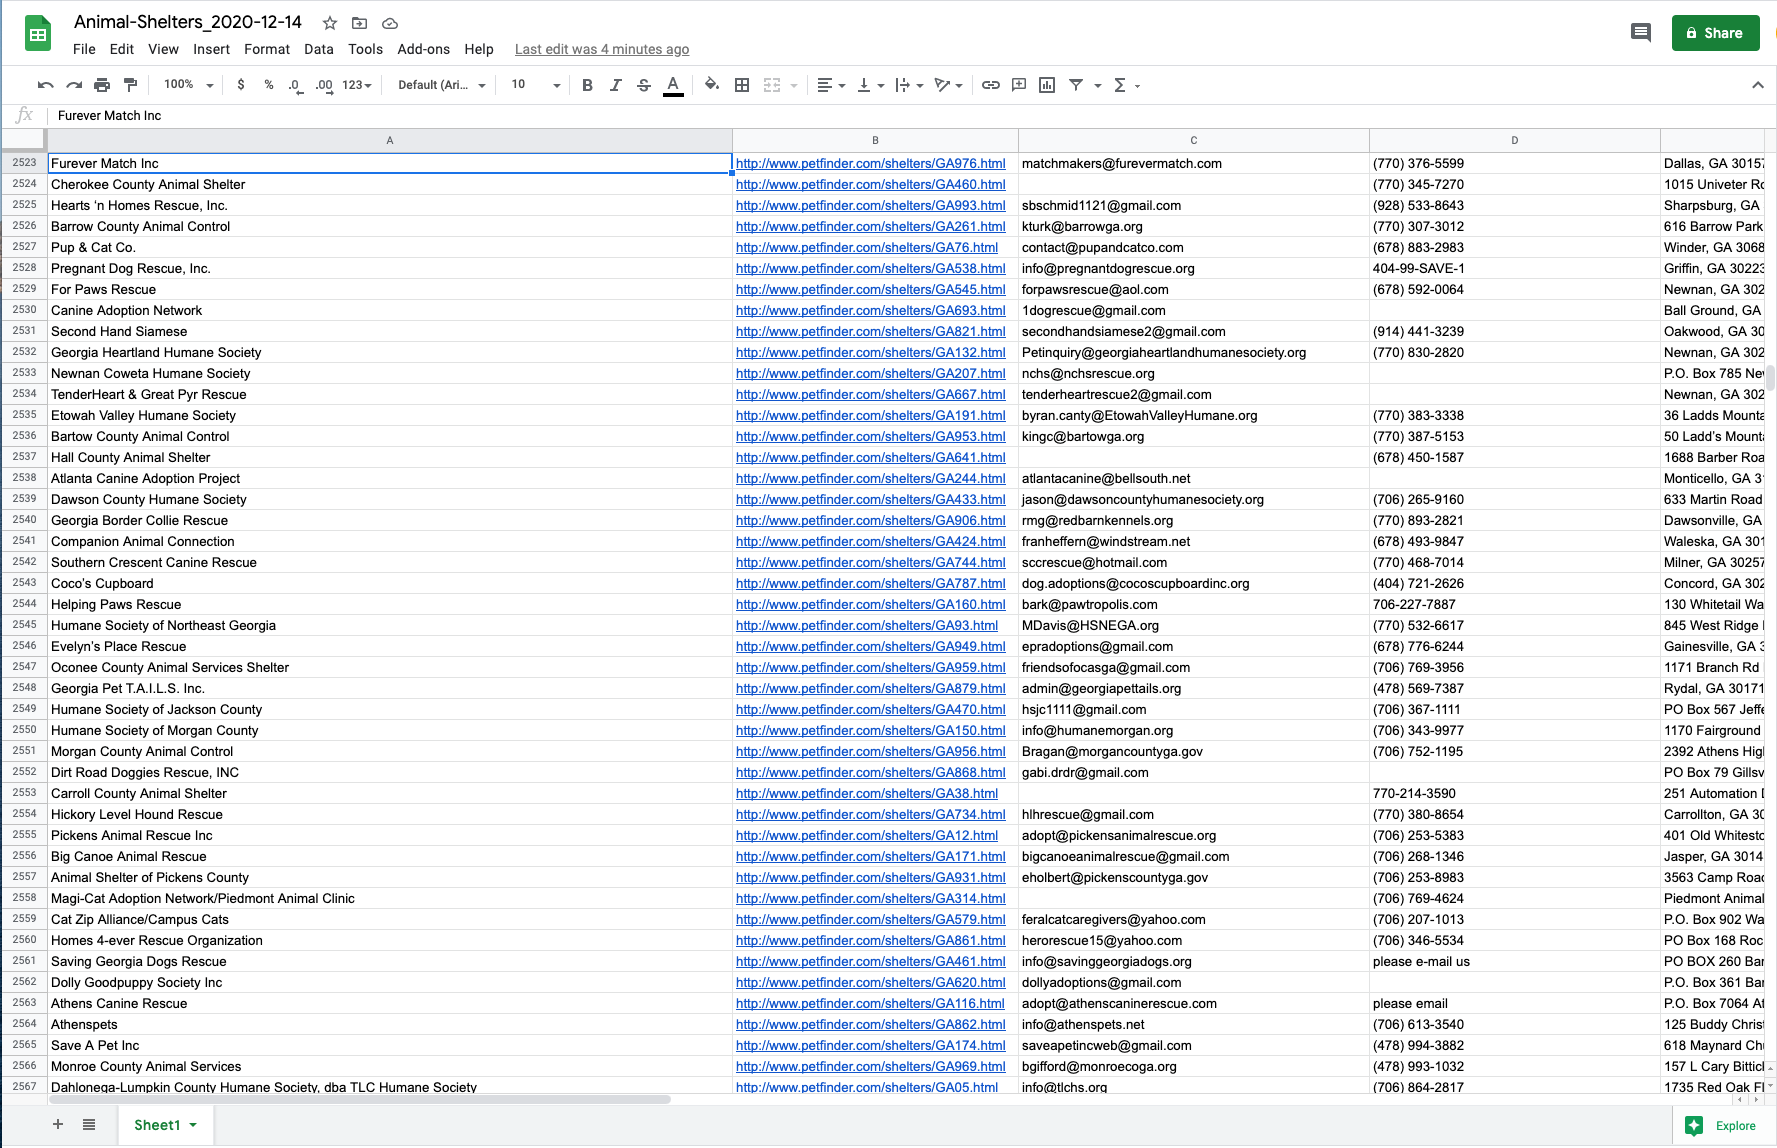 Animal-Shelters_2020-12-14
File Edit View Insert Format Data Tools Add-ons Help Last edit was 4 minutes ago
Share
100% $ % .0 .00 123 Default (Ari... 10 B I S A Σ
fx Furever Match Inc
A B C D
2523 Furever Match Inc http://www.petfinder.com/shelters/GA976.html matchmakers@furevermatch.com (770) 376-5599 Dallas, GA 30157
2524 Cherokee County Animal Shelter http://www.petfinder.com/shelters/GA460.html (770) 345-7270 1015 Univeter
2525 Hearts ‘n Homes Rescue, Inc. http://www.petfinder.com/shelters/GA993.html sbschmid1121@gmail.com (928) 533-8643 Sharpsburg, GA
2526 Barrow County Animal Control http://www.petfinder.com/shelters/GA261.html kturk@barrowga.org (770) 307-3012 616 Barrow Park
2527 Pup & Cat Co. http://www.petfinder.com/shelters/GA76.html contact@pupandcatco.com (678) 883-2983 Winder, GA 3068
2528 Pregnant Dog Rescue, Inc. http://www.petfinder.com/shelters/GA538.html info@pregnantdogrescue.org 404-99-SAVE-1 Griffin, GA 30223
2529 For Paws Rescue http://www.petfinder.com/shelters/GA545.html forpawsrescue@aol.com (678) 592-0064 Newnan, GA 302
2530 Canine Adoption Network http://www.petfinder.com/shelters/GA693.html 1dogrescue@gmail.com Ball Ground, GA
2531 Second Hand Siamese http://www.petfinder.com/shelters/GA821.html secondhandsiamese2@gmail.com (914) 441-3239 Oakwood, GA 30
2532 Georgia Heartland Humane Society http://www.petfinder.com/shelters/GA132.html Petinquiry@georgiaheartlandhumanesociety.org (770) 830-2820 Newnan, GA 302
2533 Newnan Coweta Humane Society http://www.petfinder.com/shelters/GA207.html nchs@nchsrescue.org P.O. Box 785
2534 TenderHeart & Great Pyr Rescue http://www.petfinder.com/shelters/GA667.html tenderheartrescue2@gmail.com Newnan, GA 302
2535 Etowah Valley Humane Society http://www.petfinder.com/shelters/GA191.html byran.canty@EtowahValleyHumane.org (770) 383-3338 36 Ladds Mounta
2536 Bartow County Animal Control http://www.petfinder.com/shelters/GA953.html kingc@bartowga.org (770) 387-5153 50 Ladd’s Mount
2537 Hall County Animal Shelter http://www.petfinder.com/shelters/GA641.html (678) 450-1587 1688 Barber Roa
2538 Atlanta Canine Adoption Project http://www.petfinder.com/shelters/GA244.html atlantacanine@bellsouth.net Monticello, GA 3
2539 Dawson County Humane Society http://www.petfinder.com/shelters/GA433.html jason@dawsoncountyhumanesociety.org (706) 265-9160 633 Martin Road
2540 Georgia Border Collie Rescue http://www.petfinder.com/shelters/GA906.html rmg@redbarnkennels.org (770) 893-2821 Dawsonville, GA
2541 Companion Animal Connection http://www.petfinder.com/shelters/GA424.html franheffern@windstream.net (678) 493-9847 Waleska, GA 301
2542 Southern Crescent Canine Rescue http://www.petfinder.com/shelters/GA744.html sccrescue@hotmail.com (770) 468-7014 Milner, GA 30257
2543 Coco’s Cupboard http://www.petfinder.com/shelters/GA787.html dog.adoptions@cocoscupboardinc.org (404) 721-2626 Concord, GA 302
2544 Helping Paws Rescue http://www.petfinder.com/shelters/GA160.html bark@pawtropolis.com 706-227-7887 130 Whitetail Wa
2545 Humane Society of Northeast Georgia http://www.petfinder.com/shelters/GA93.html MDavis@HSNEGA.org (770) 532-6617 845 West Ridge
2546 Evelyn’s Place Rescue http://www.petfinder.com/shelters/GA949.html epradoptions@gmail.com (678) 776-6244 Gainesville, GA 3
2547 Oconee County Animal Services Shelter http://www.petfinder.com/shelters/GA959.html friendsofocasga@gmail.com (706) 769-3956 1171 Branch Rd
2548 Georgia Pet T.A.I.L.S. Inc. http://www.petfinder.com/shelters/GA879.html admin@georgiapettails.org (478) 569-7387 Rydal, GA 30171
2549 Humane Society of Jackson County http://www.petfinder.com/shelters/GA470.html hsjc1111@gmail.com (706) 367-1111 PO Box 567 Jeffe
2550 Humane Society of Morgan County http://www.petfinder.com/shelters/GA150.html info@humanemorgan.org (706) 343-9977 1170 Fairground
2551 Morgan County Animal Control http://www.petfinder.com/shelters/GA956.html Bragan@morgancountyga.gov (706) 752-1195 2392 Athens Hig
2552 Dirt Road Doggies Rescue, INC http://www.petfinder.com/shelters/GA868.html gabi.drdr@gmail.com PO Box 79 Gillsv
2553 Carroll County Animal Shelter http://www.petfinder.com/shelters/GA38.html 770-214-3590 251 Automation
2554 Hickory Level Hound Rescue http://www.petfinder.com/shelters/GA734.html hlhrescue@gmail.com (770) 380-8654 Carrollton, GA 30
2555 Pickens Animal Rescue Inc http://www.petfinder.com/shelters/GA12.html adopt@pickensanimalrescue.org (706) 253-5383 401 Old Whitesto
2556 Big Canoe Animal Rescue http://www.petfinder.com/shelters/GA171.html bigcanoeanimalrescue@gmail.com (706) 268-1346 Jasper, GA 3014
2557 Animal Shelter of Pickens County http://www.petfinder.com/shelters/GA931.html eholbert@pickenscountyga.gov (706) 253-8983 3563 Camp Road
2558 Magi-Cat Adoption Network/Piedmont Animal Clinic http://www.petfinder.com/shelters/GA314.html (706) 769-4624 Piedmont Animal
2559 Cat Zip Alliance/Campus Cats http://www.petfinder.com/shelters/GA579.html feralcatcaregivers@yahoo.com (706) 207-1013 P.O. Box 902 Wa
2560 Homes 4-ever Rescue Organization http://www.petfinder.com/shelters/GA861.html herorescue15@yahoo.com (706) 346-5534 PO Box 168 Roc
2561 Saving Georgia Dogs Rescue http://www.petfinder.com/shelters/GA461.html info@savinggeorgiadogs.org please e-mail us PO BOX 260 Bar
2562 Dolly Goodpuppy Society Inc http://www.petfinder.com/shelters/GA620.html dollyadoptions@gmail.com P.O. Box 361 Bar
2563 Athens Canine Rescue http://www.petfinder.com/shelters/GA116.html adopt@athenscaninerescue.com please email P.O. Box 7064 At
2564 Athenspets http://www.petfinder.com/shelters/GA862.html info@athenspets.net (706) 613-3540 125 Buddy Christ
2565 Save A Pet Inc http://www.petfinder.com/shelters/GA174.html saveapetincweb@gmail.com (478) 994-3882 618 Maynard Ch
2566 Monroe County Animal Services http://www.petfinder.com/shelters/GA969.html bgifford@monroecoga.org (478) 993-1032 157 L Cary Bittic
2567 Dahlonega-Lumpkin County Humane Society, dba TLC Humane Society http://www.petfinder.com/shelters/GA05.html info@tlchs.org (706) 864-2817 1735 Red Oak Fl
Sheet1 Explore